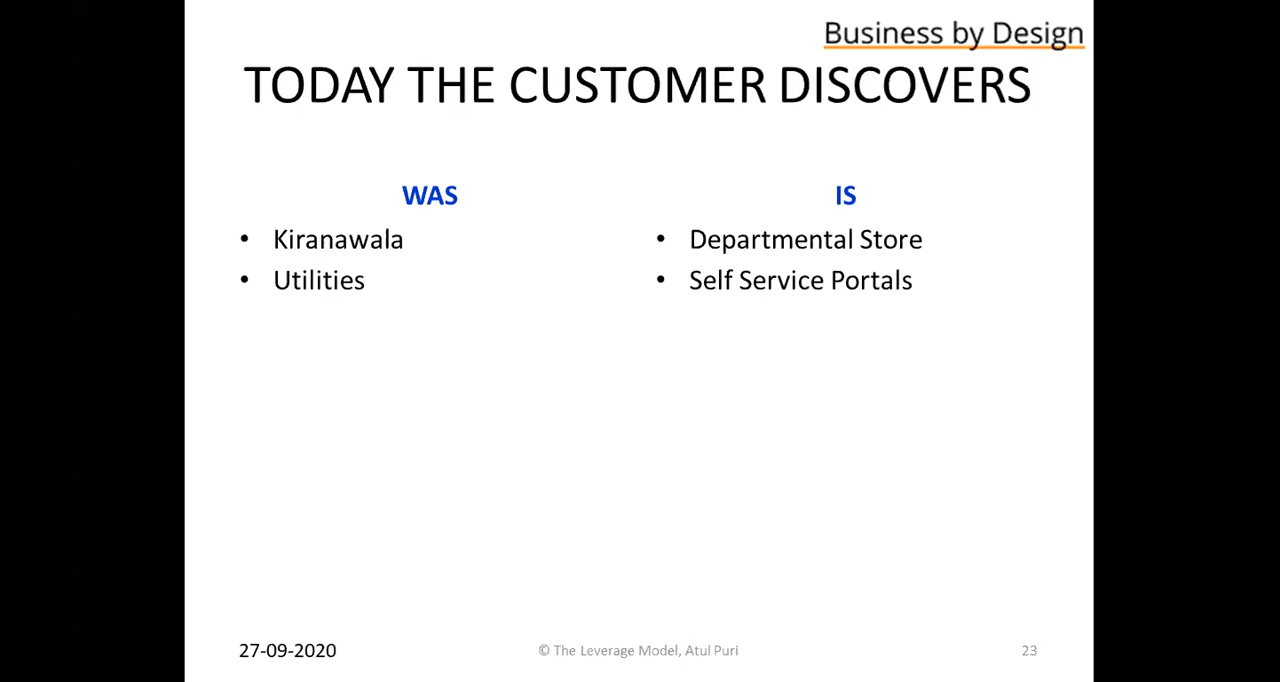 Business by Design
TODAY THE CUSTOMER DISCOVERS
WAS
• Kiranawala
• Utilities
IS
• Departmental Store
• Self Service Portals
27-09-2020
© The Leverage Model, Atul Puri
23